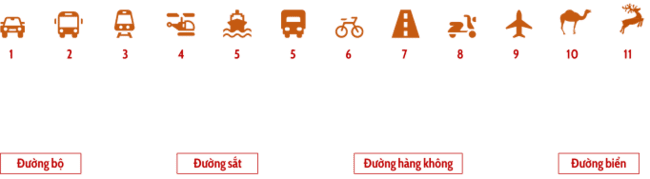 1 2 3 4 5 5 6 7 8 9 10 11
Đường bộ Đường sắt Đường hàng không Đường biển